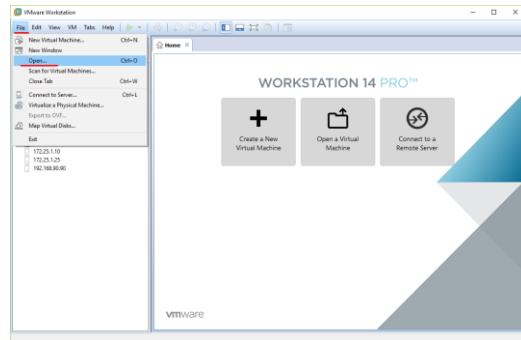 VMware Workstation
File Edit View VM Tabs Help
New Virtual Machine... Ctrl+N
New Window
Open... Ctrl+O
Scan for Virtual Machines...
Close Tab Ctrl+W
Connect to Server... Ctrl+L
Virtualize a Physical Machine...
Export to OVF...
Map Virtual Disks...
Exit
172.25.1.10
172.25.1.25
192.168.90.90
Home
WORKSTATION 14 PRO™
Create a New
Virtual Machine
Open a Virtual
Machine
Connect to a
Remote Server
vmware